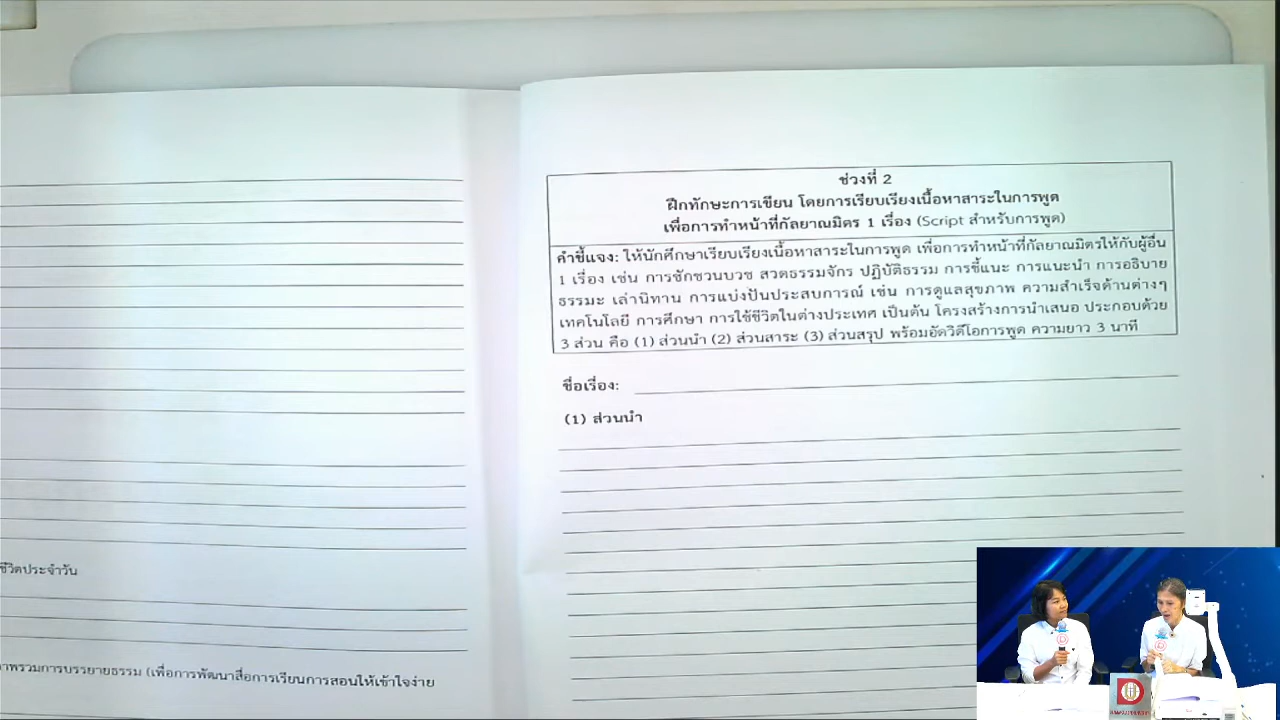 ชีวิตประจำวัน
าพรวมการบรรยายธรรม (เพื่อการพัฒนาสื่อการเรียนการสอนให้เข้าใจง่าย
ช่วงที่ 2
ฝึกทักษะการเขียน โดยการเรียบเรียงเนื้อหาสาระในการพูด
เพื่อการทำหน้าที่กัลยาณมิตร 1 เรื่อง (Script สำหรับการพูด)
คำชี้แจง: ให้นักศึกษาเรียบเรียงเนื้อหาสาระในการพูด เพื่อการทำหน้าที่กัลยาณมิตรให้กับผู้อื่น
1 เรื่อง เช่น การชักชวนบวช สวดธรรมจักร ปฏิบัติธรรม การชี้แนะ การแนะนำ การอธิบาย
ธรรมะ เล่านิทาน การแบ่งปันประสบการณ์ เช่น การดูแลสุขภาพ ความสำเร็จด้านต่างๆ
เทคโนโลยี การศึกษา การใช้ชีวิตในต่างประเทศ เป็นต้น โครงสร้างการนำเสนอ ประกอบด้วย
3 ส่วน คือ (1) ส่วนนำ (2) ส่วนสาระ (3) ส่วนสรุป พร้อมอัดวิดีโอการพูด ความยาว 3 นาที
ชื่อเรื่อง:
(1) ส่วนนำ